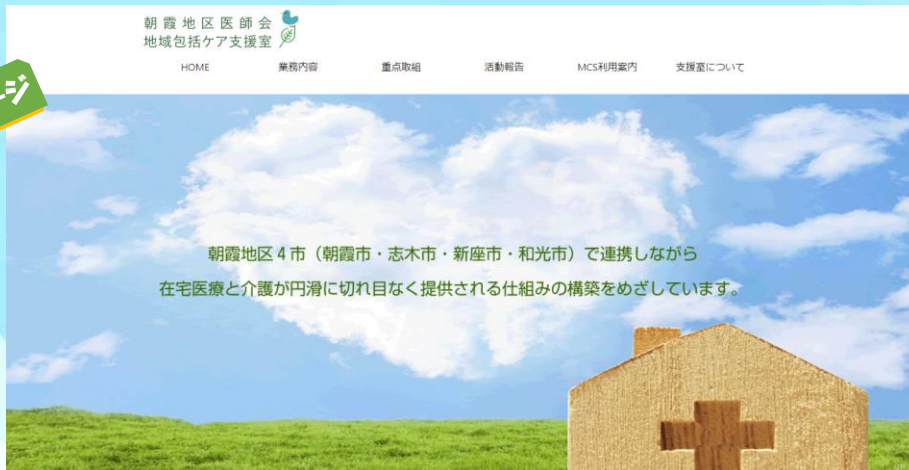 朝霞地区医師会
地域包括ケア支援室
HOME 業務内容 重点取組 活動報告 MCS利用案内 支援室について
ジ
朝霞地区4市（朝霞市・志木市・新座市・和光市）で連携しながら
在宅医療と介護が円滑に切れ目なく提供される仕組みの構築をめざしています。